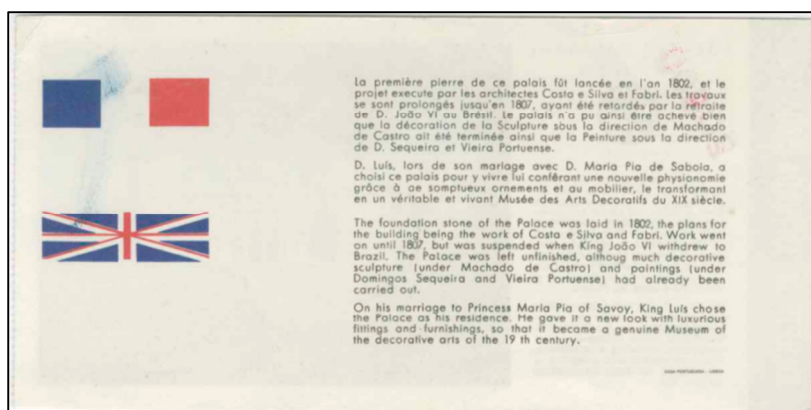 La première pierre de ce palais fût lancée en l'an 1802, et le
projet execute par les architectes Costa e Silva et Fabri. Les travaux
se sont prolongés jusqu'en 1807, ayant été retardés par la retraite
de D. João VI au Brésil. Le palais n'a pu ainsi être achevé bien
que la décoration de la Sculpture sous la direction de Machado
de Castro ait été terminée ainsi que la Peinture sous la direction
de D. Sequeira et Vieira Portuense.
D. Luís, lors de son mariage avec D. Maria Pia de Saboia, a
choisi ce palais pour y vivre lui conférant une nouvelle physionomie
grâce à de somptueux ornements et au mobilier, le transformant
en un véritable et vivant Musée des Arts Decoratifs du XIX siècle.
The foundation stone of the Palace was laid in 1802, the plans for
the building being the work of Costa e Silva and Fabri. Work went
on until 1807, but was suspended when King João VI withdrew to
Brazil. The Palace was left unfinished, althoug much decorative
sculpture (under Machado de Castro) and paintings (under
Domingos Sequeira and Vieira Portuense) had already been
carried out.
On his marriage to Princess Maria Pia of Savoy, King Luís chose
the Palace as his residence. He gave it a new look with luxurious
fittings and furnishings, so that it became a genuine Museum of
the decorative arts of the 19 th century.
CASA PORTUGUESA - LISBOA